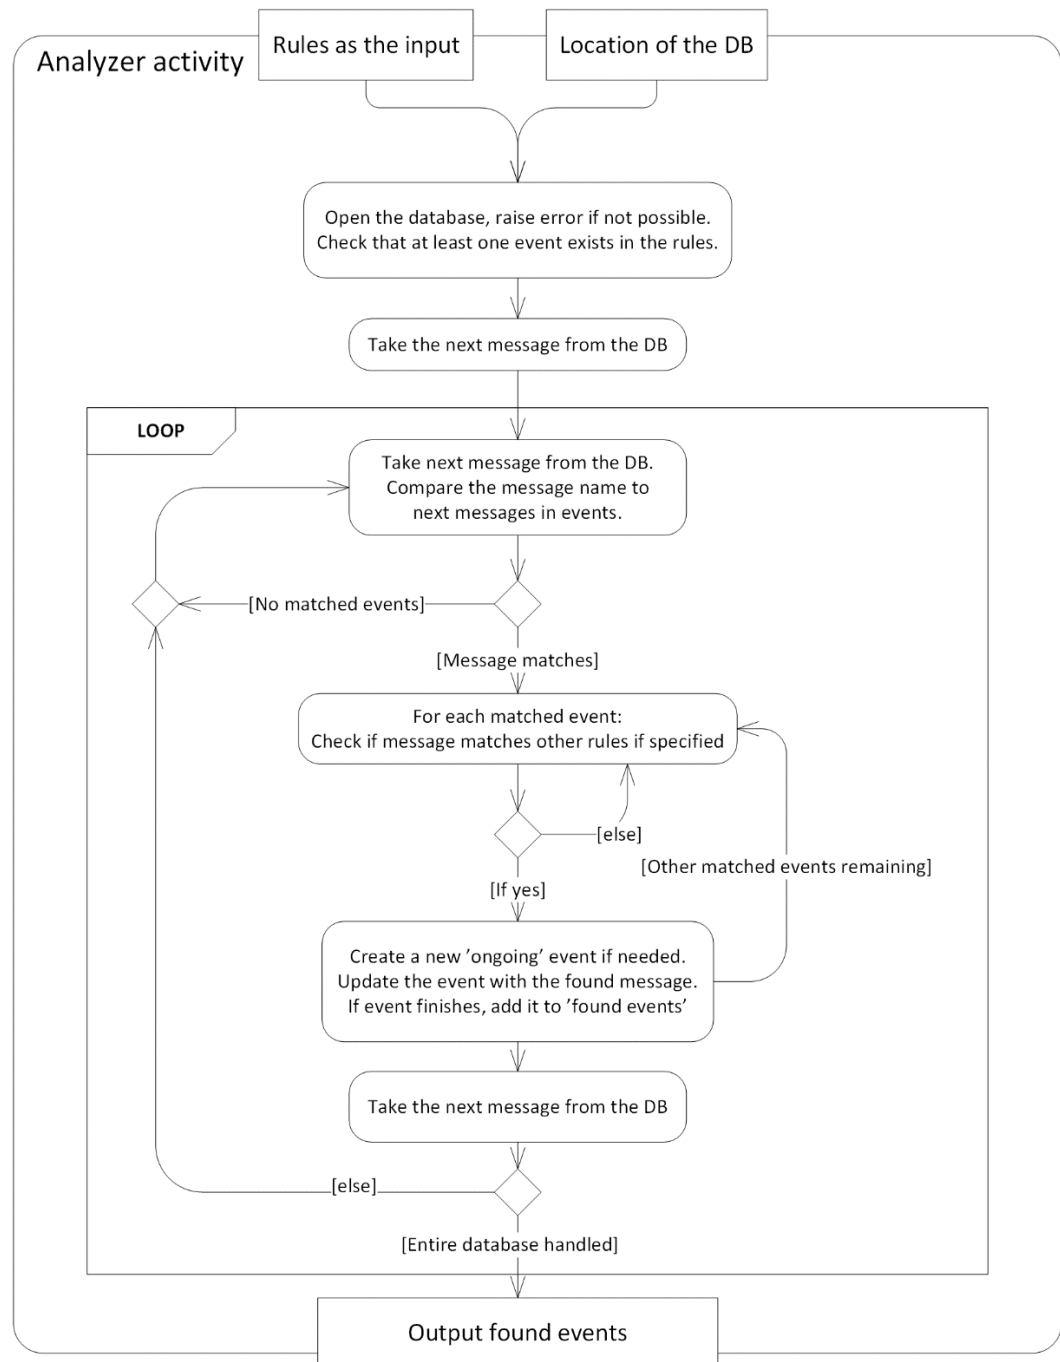 Analyzer activity
Rules as the input
Location of the DB
Open the database, raise error if not possible.
Check that at least one event exists in the rules.
Take the next message from the DB
LOOP
Take next message from the DB.
Compare the message name to
next messages in events.
[No matched events]
[Message matches]
For each matched event:
Check if message matches other rules if specified
[else]
[Other matched events remaining]
[If yes]
Create a new ’ongoing’ event if needed.
Update the event with the found message.
If event finishes, add it to ’found events’
Take the next message from the DB
[else]
[Entire database handled]
Output found events